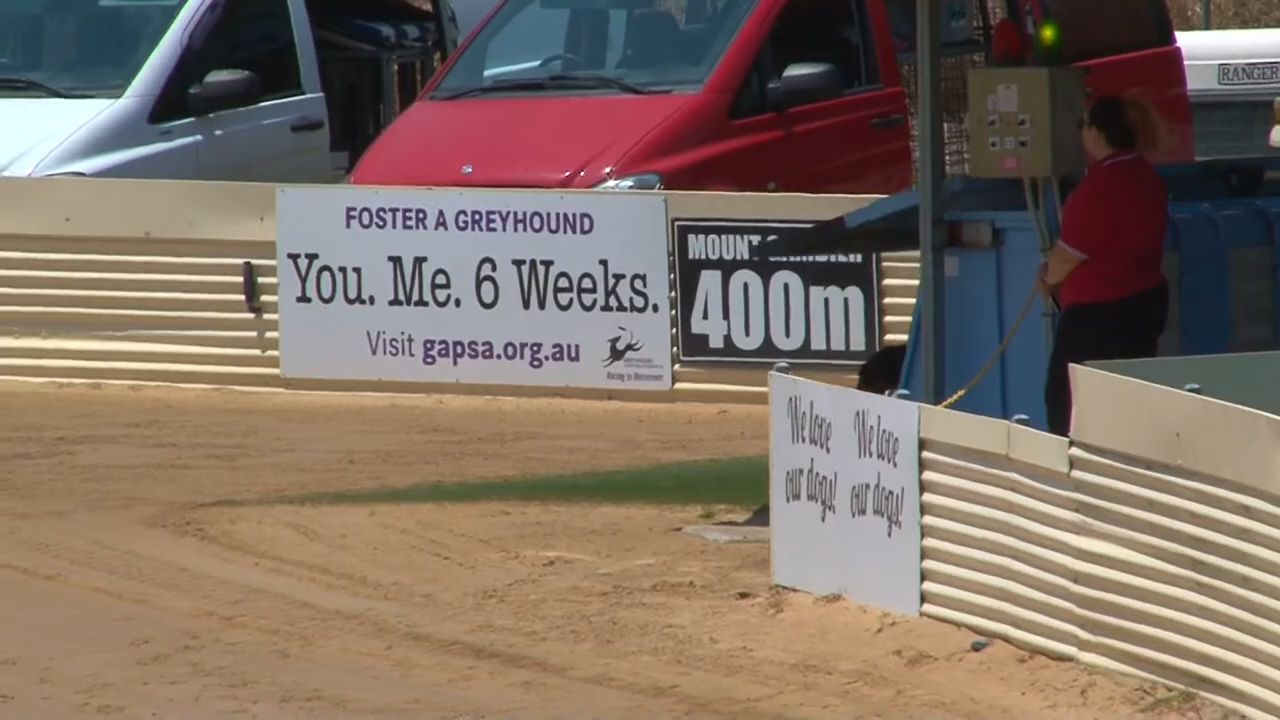 RANGER
FOSTER A GREYHOUND
You. Me. 6 Weeks.
Visit gapsa.org.au
Racing to Retirement
MOUNT GAMBIER
400m
We love
our dogs!
We love
our dogs!